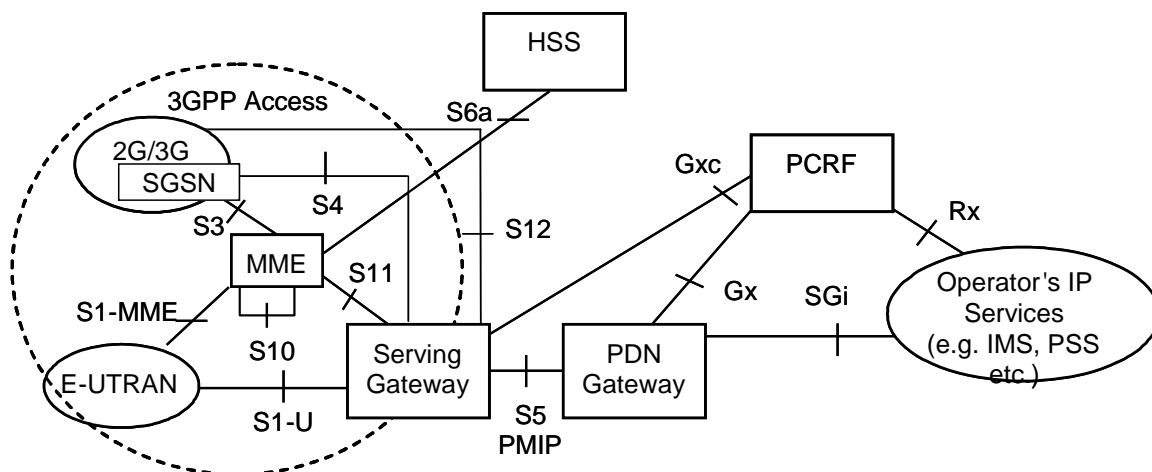 HSS
3GPP Access
S6a
2G/3G
SGSN
Gxc
PCRF
S4
S3
S12
Rx
MME
S11
Operator's IP
Services
(e.g. IMS, PSS
etc.)
Gx
SGi
S1-MME
S10
Serving
Gateway
PDN
Gateway
E-UTRAN
S1-U
S5
PMIP